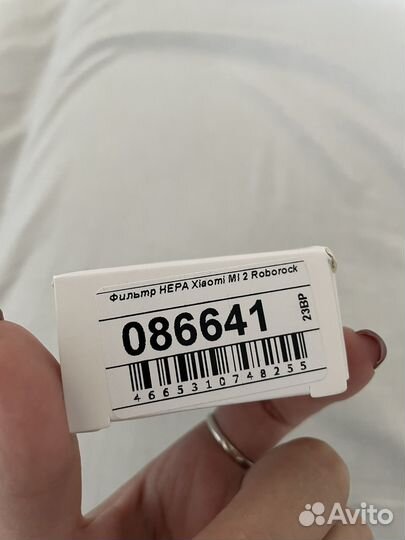 Фильтр HEPA Xiaomi MI 2 Roborock
086641
23BP
4665310748255
Avito